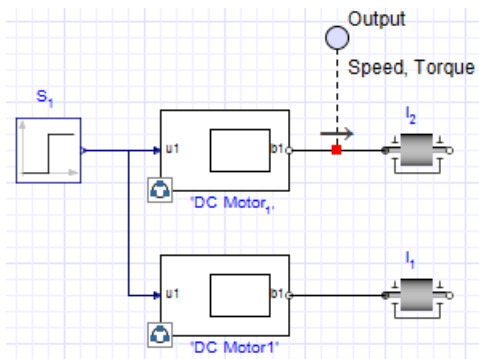 Output
Speed, Torque
S₁
I₂
u1
b1
'DC Motor₁'
I₁
u1
b1
'DC Motor1'